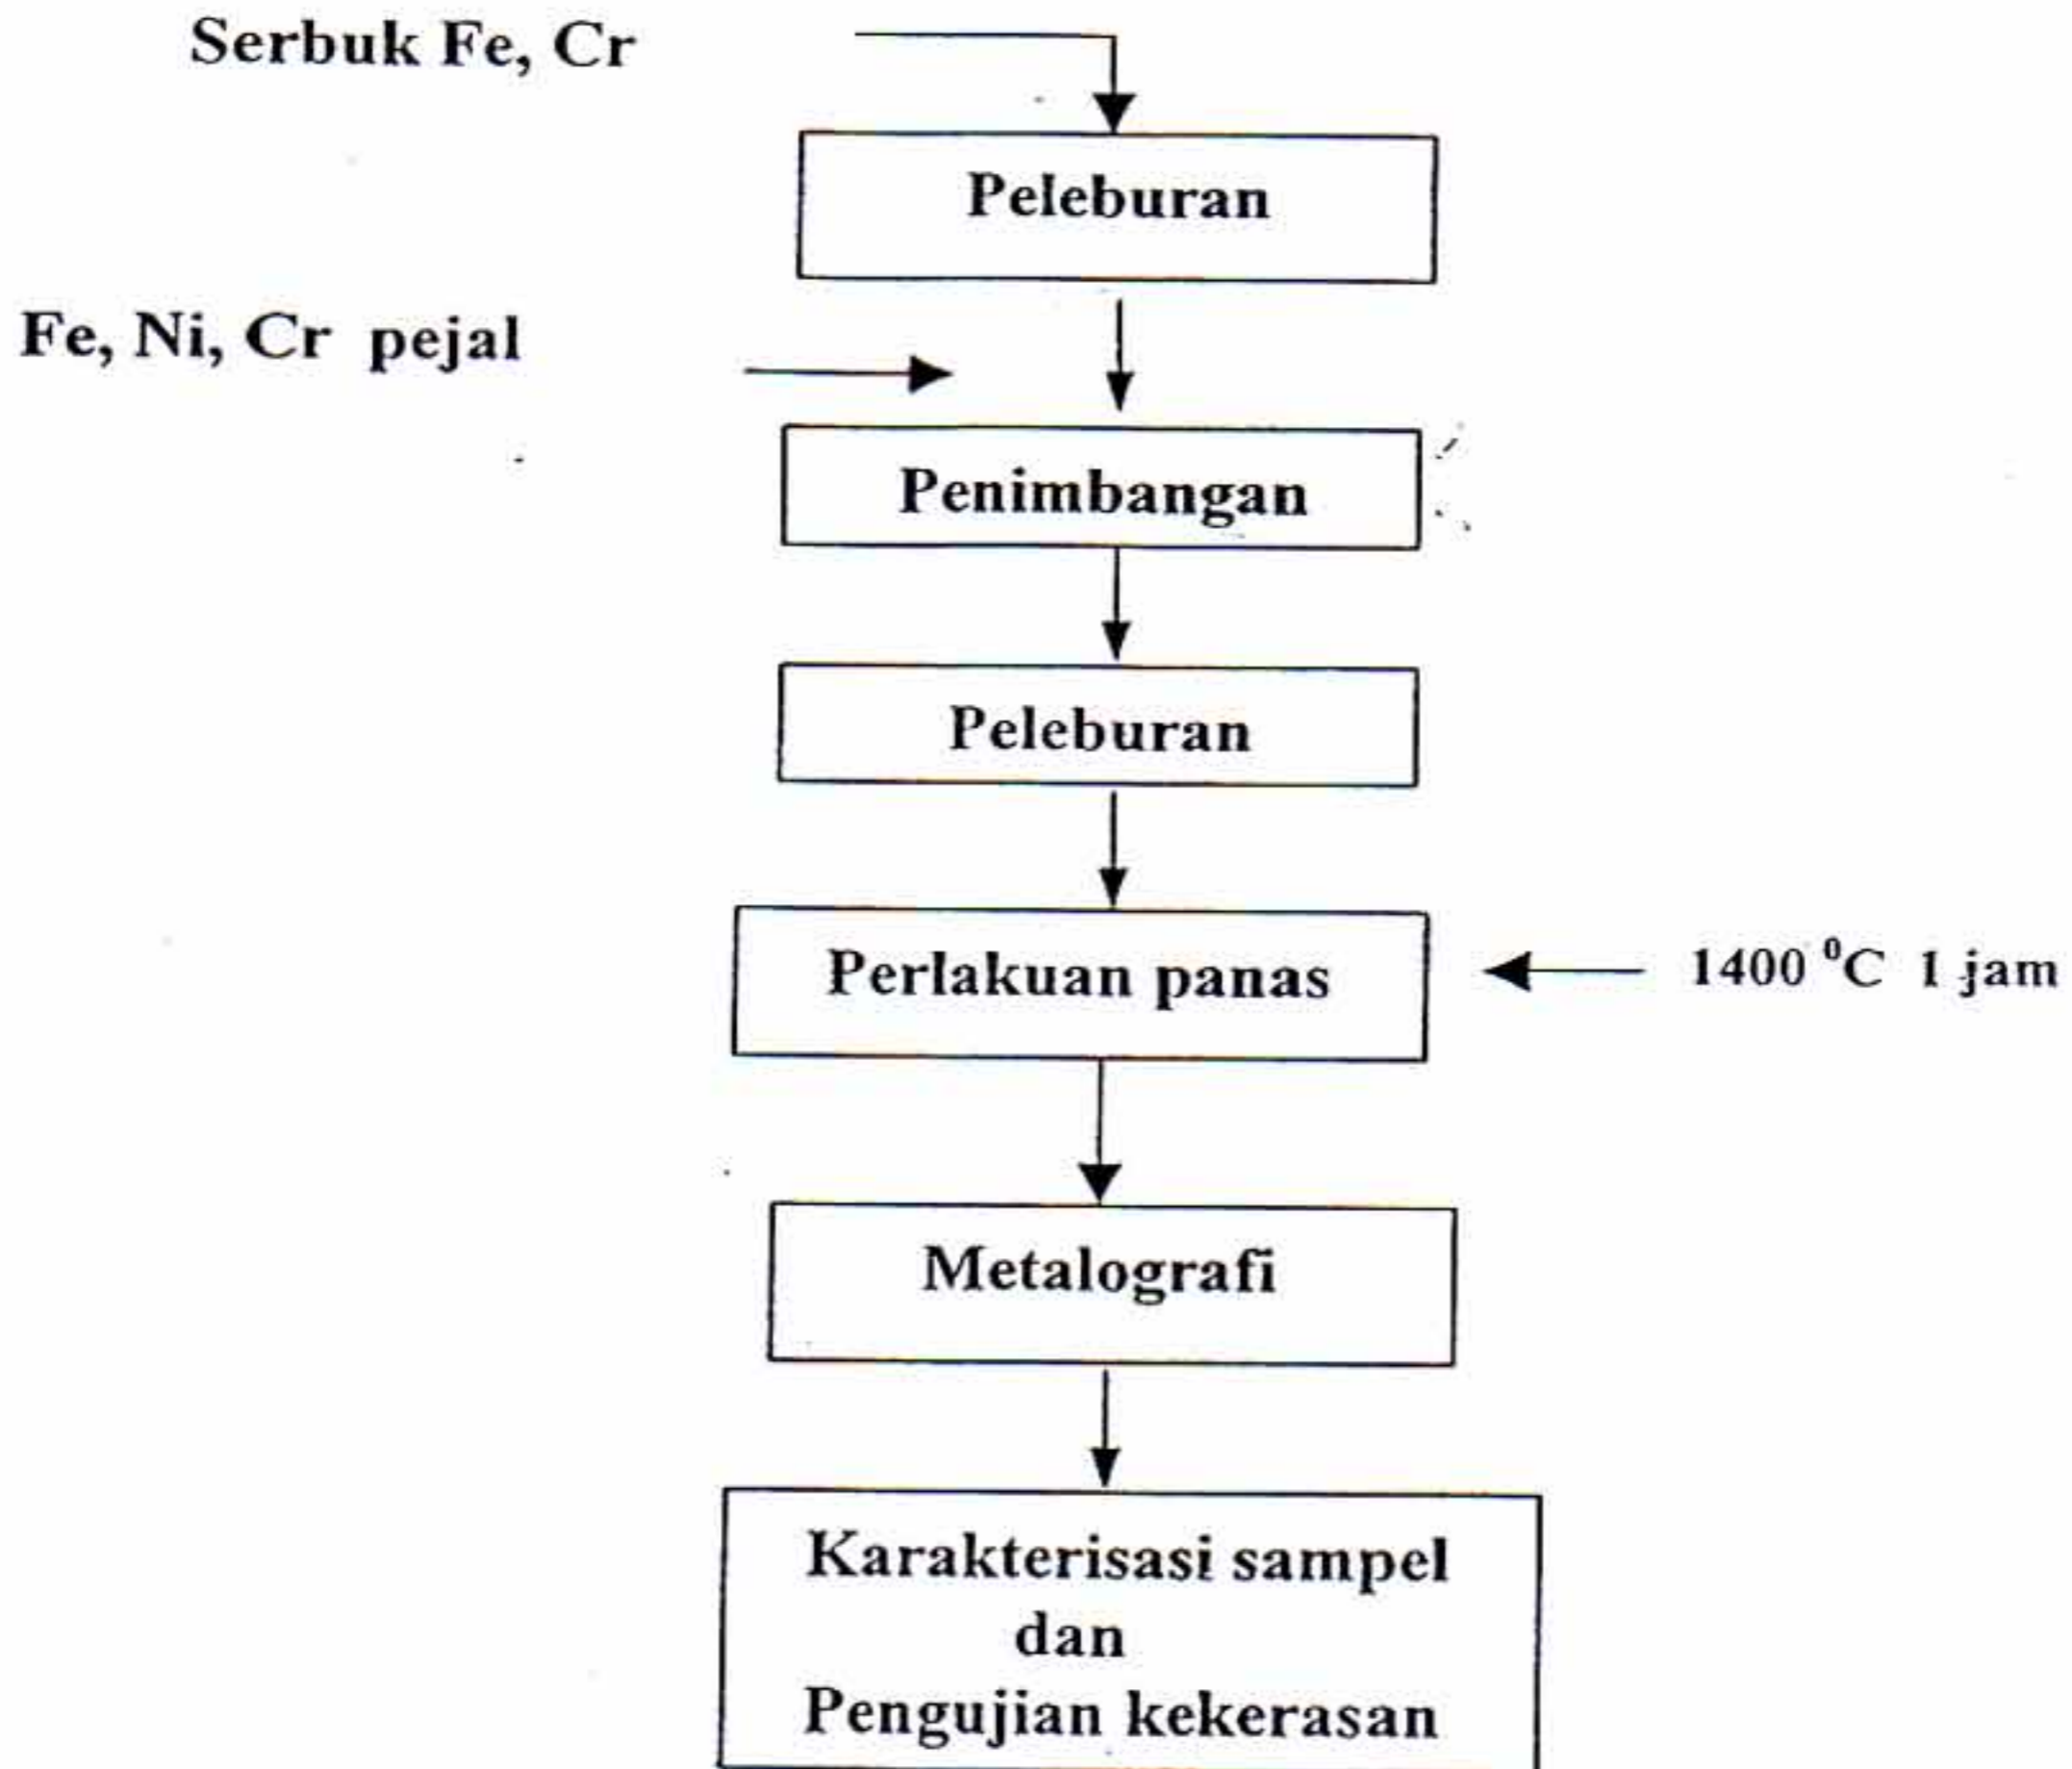 Serbuk Fe, Cr
Peleburan
Fe, Ni, Cr pejal
Penimbangan
Peleburan
Perlakuan panas
1400 ⁰C 1 jam
Metalografi
Karakterisasi sampel
dan
Pengujian kekerasan